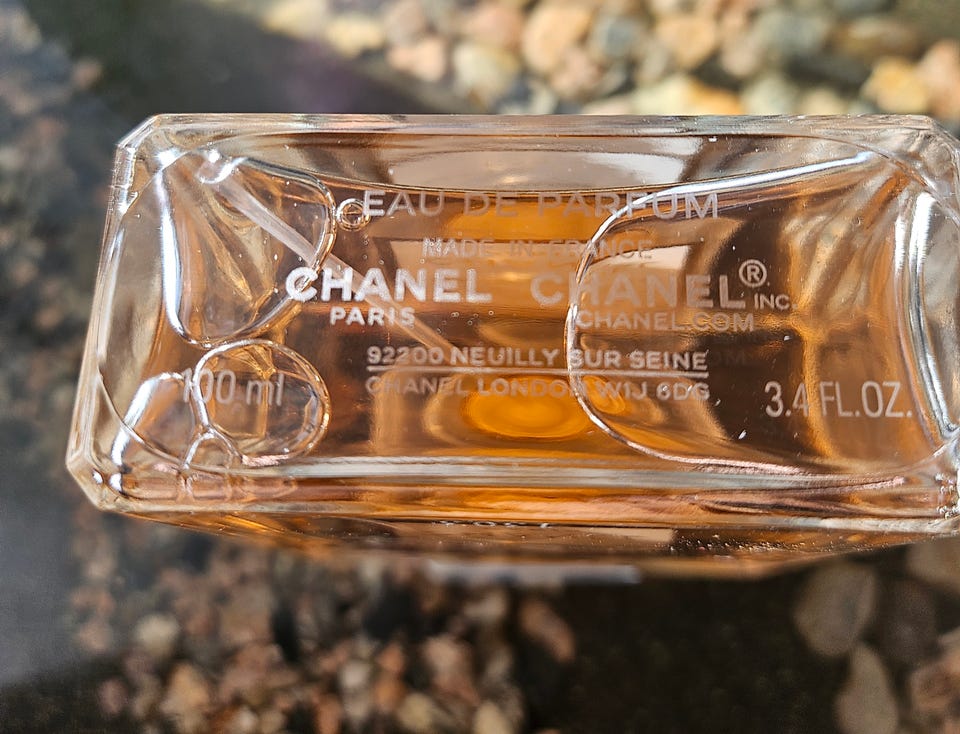 EAU DE PARFUM
MADE IN FRANCE
CHANEL CHANEL® INC.
PARIS CHANEL.COM
92200 NEUILLY SUR SEINE
CHANEL LONDON W1J 6DG
100 ml 3.4 FL.OZ.